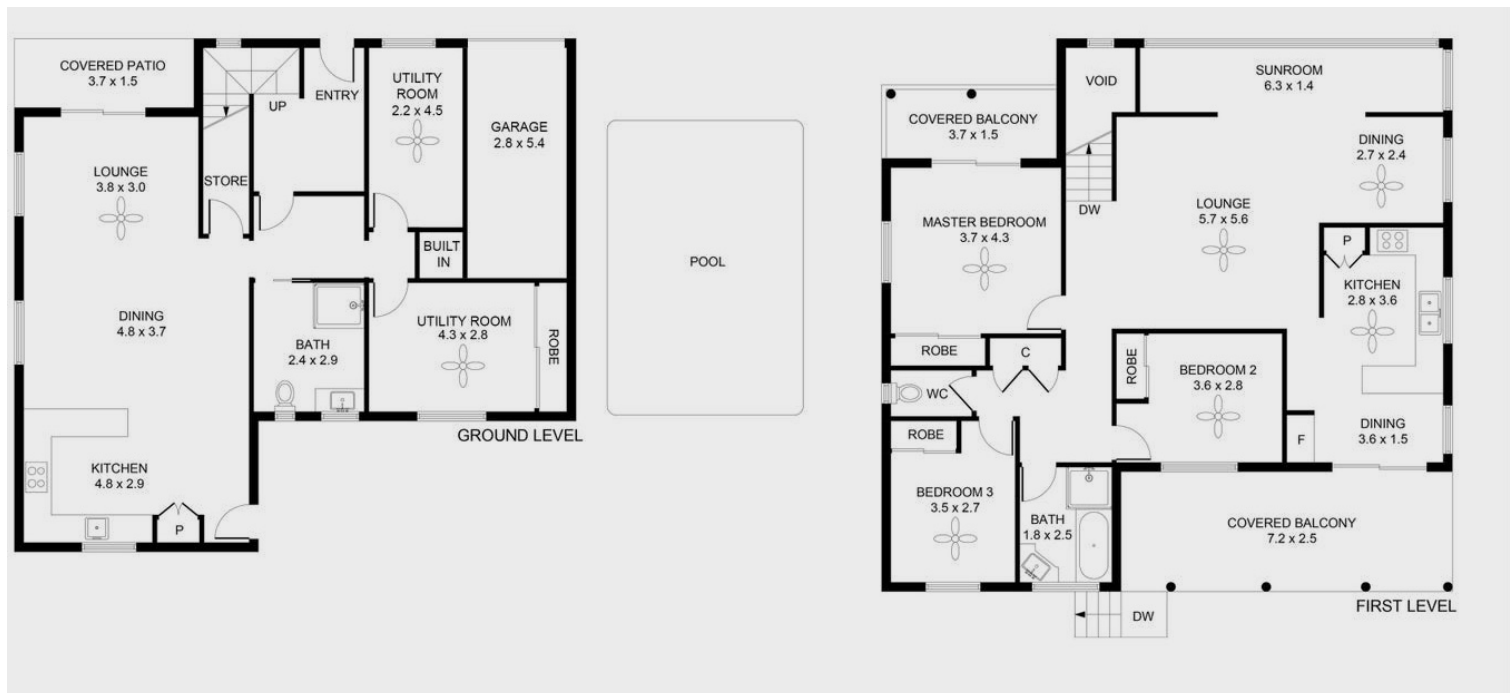 COVERED PATIO
3.7 x 1.5
UP
ENTRY
UTILITY
ROOM
2.2 x 4.5
GARAGE
2.8 x 5.4
LOUNGE
3.8 x 3.0
STORE
BUILT
IN
DINING
4.8 x 3.7
BATH
2.4 x 2.9
UTILITY ROOM
4.3 x 2.8
ROBE
KITCHEN
4.8 x 2.9
P
GROUND LEVEL
POOL
VOID
SUNROOM
6.3 x 1.4
COVERED BALCONY
3.7 x 1.5
DINING
2.7 x 2.4
DW
LOUNGE
5.7 x 5.6
MASTER BEDROOM
3.7 x 4.3
P
KITCHEN
2.8 x 3.6
ROBE
C
ROBE
BEDROOM 2
3.6 x 2.8
WC
ROBE
F
DINING
3.6 x 1.5
BEDROOM 3
3.5 x 2.7
BATH
1.8 x 2.5
COVERED BALCONY
7.2 x 2.5
DW
FIRST LEVEL